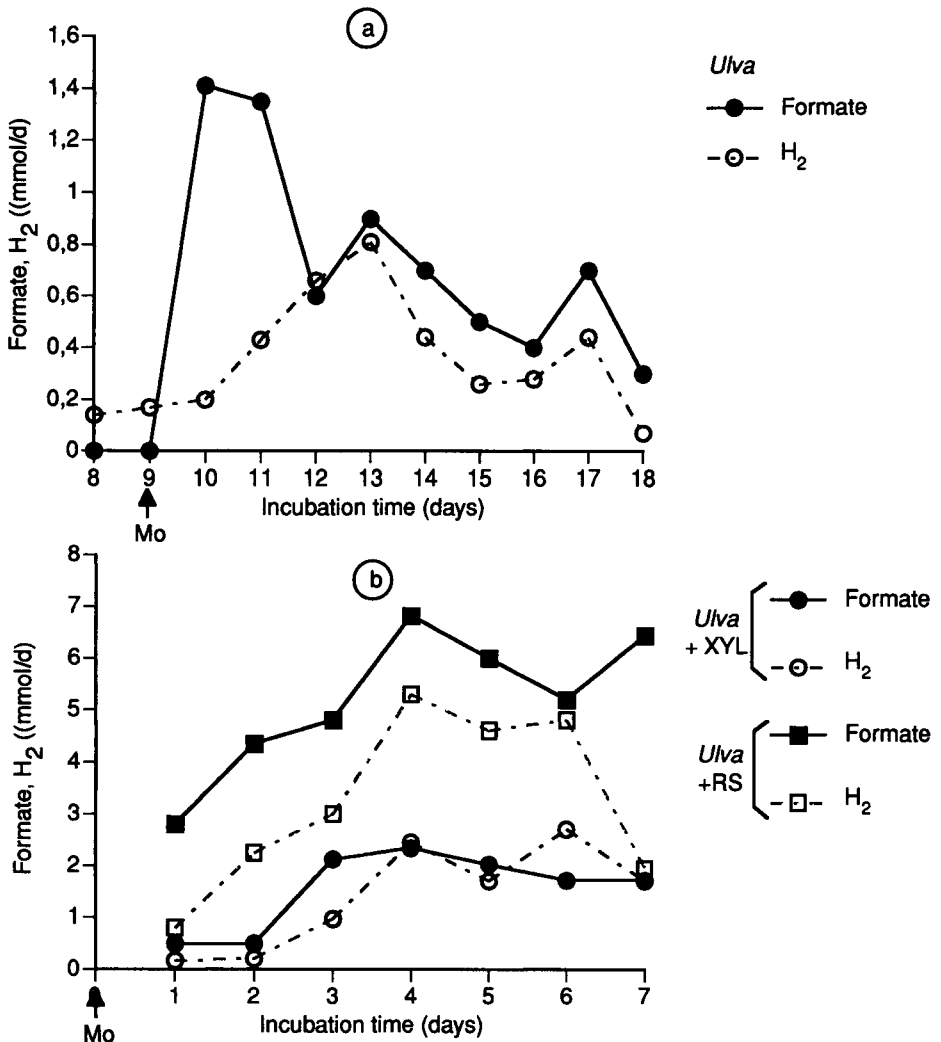 a
1,6
1,4
1,2
1
0,8
0,6
0,4
0,2
0
Formate, H2 ((mmol/d)
8 9 10 11 12 13 14 15 16 17 18
Incubation time (days)
Mo
Ulva
Formate
H2
b
8
7
6
5
4
3
2
1
0
Formate, H2 ((mmol/d)
1 2 3 4 5 6 7
Incubation time (days)
Mo
Ulva
+ XYL
Formate
H2
Ulva
+RS
Formate
H2